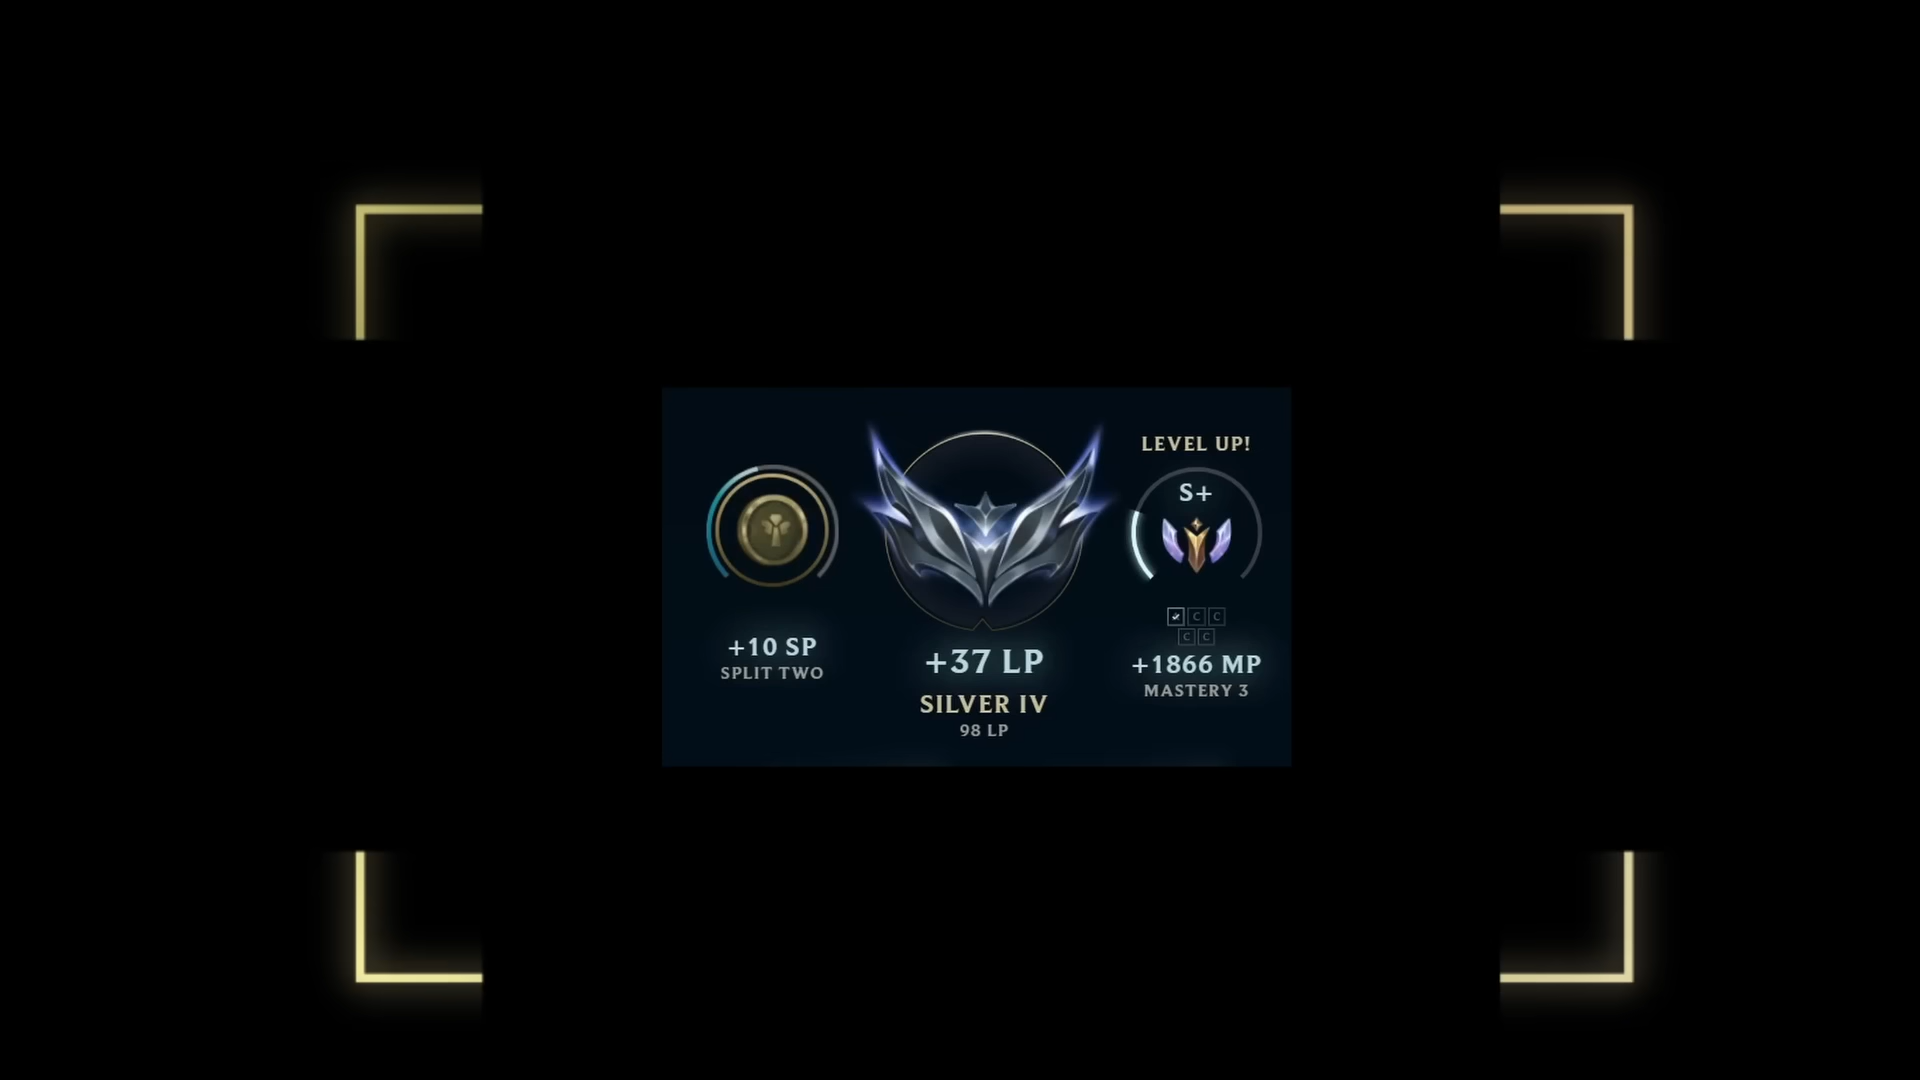 +10 SP
SPLIT TWO
+37 LP
SILVER IV
98 LP
LEVEL UP!
S+
C C
C C
+1866 MP
MASTERY 3